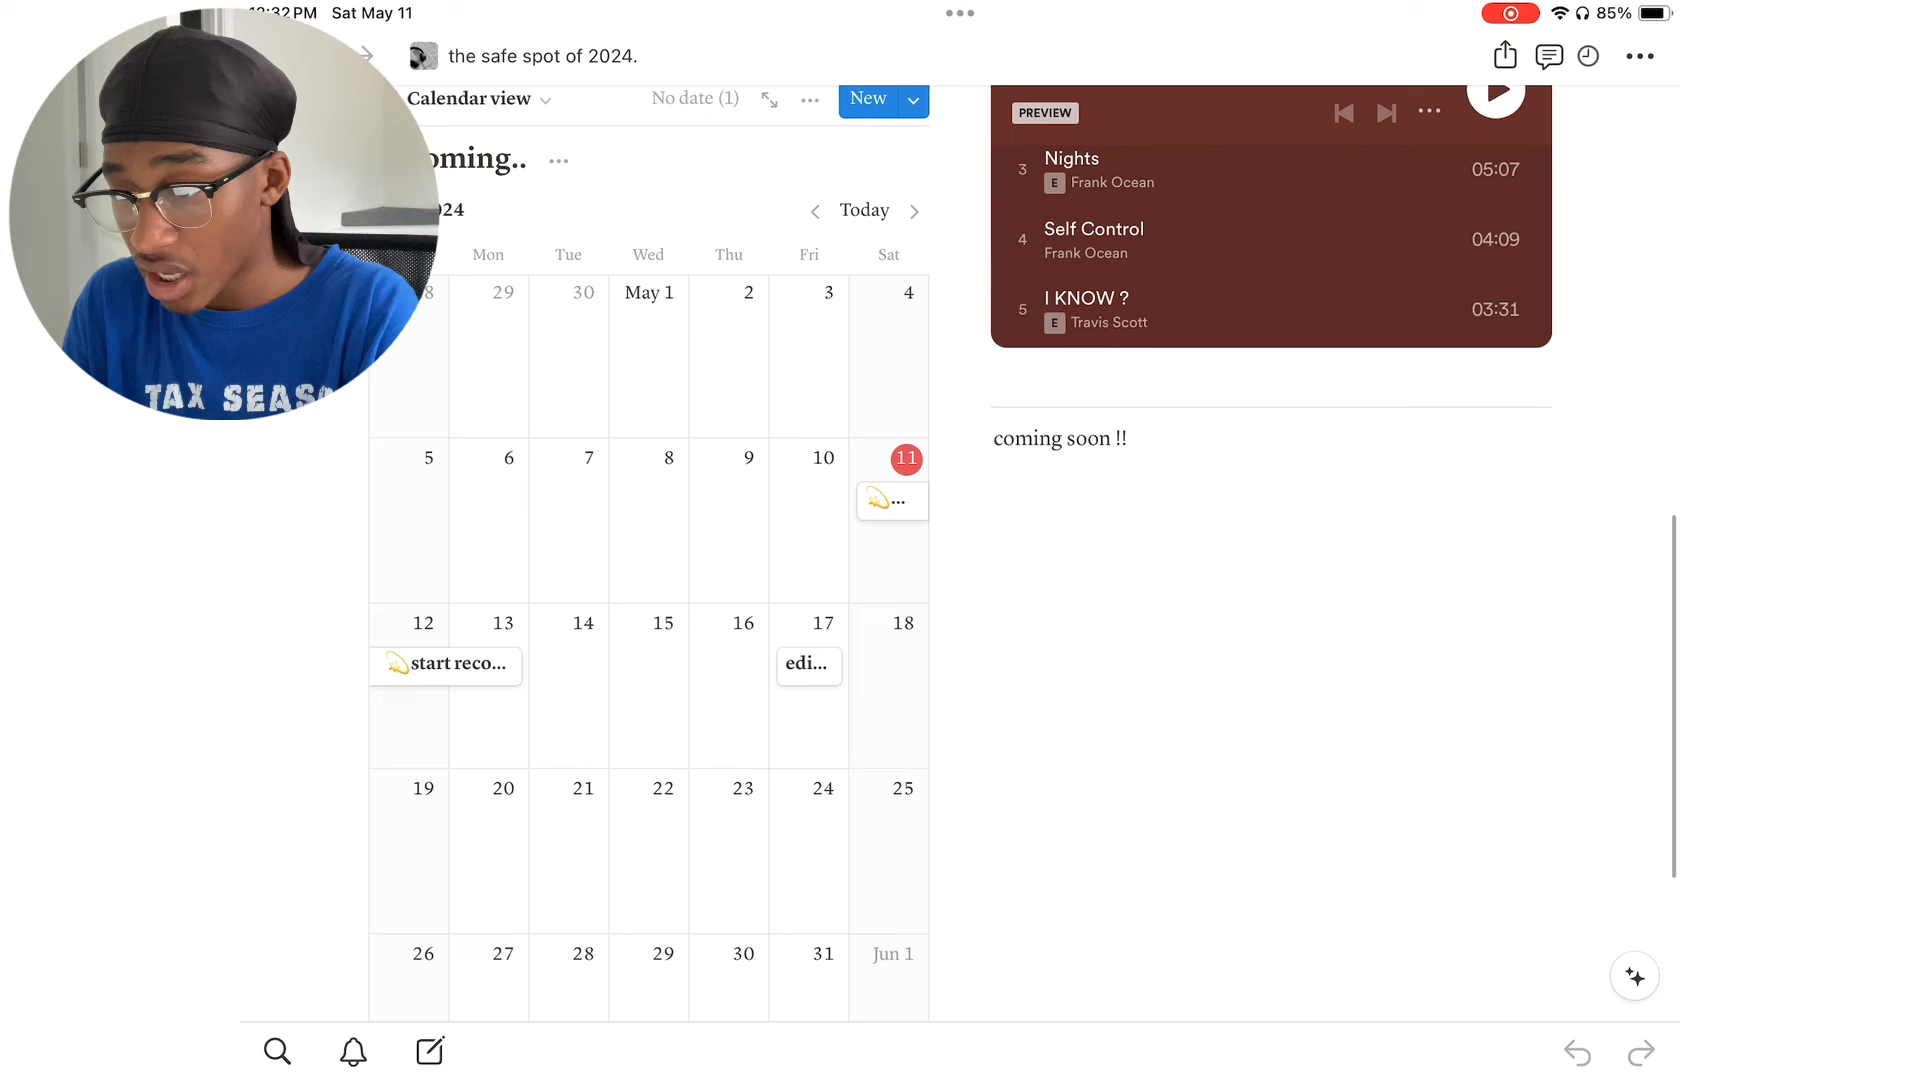 Sat May 11
85%
the safe spot of 2024.
Calendar view
No date (1)
New
oming..
024
Today
Mon Tue Wed Thu Fri Sat
8 29 30 May 1 2 3 4
5 6 7 8 9 10 11
...
12 13 14 15 16 17 18
start reco...
edi...
19 20 21 22 23 24 25
26 27 28 29 30 31 Jun 1
PREVIEW
3 Nights 05:07
E Frank Ocean
4 Self Control 04:09
Frank Ocean
5 I KNOW ? 03:31
E Travis Scott
coming soon !!
TAX SEASO